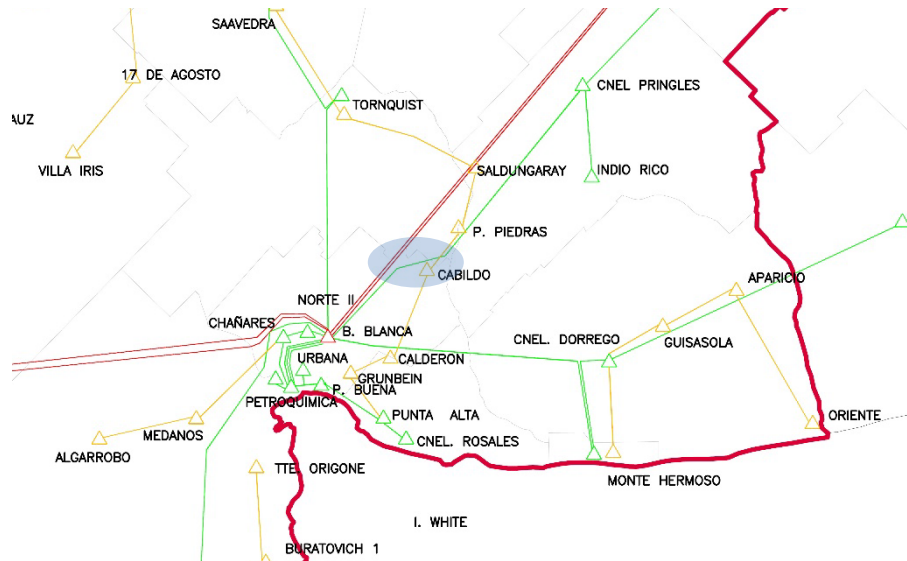 SAAVEDRA
17 DE AGOSTO
CNEL PRINGLES
TORNQUIST
AUZ
VILLA IRIS
SALDUNGARAY
INDIO RICO
P. PIEDRAS
CABILDO
APARICIO
NORTE II
CHAÑARES
B. BLANCA
CNEL. DORREGO
GUISASOLA
URBANA
CALDERON
GRUNBEIN
P. BUENA
PETROQUIMICA
PUNTA ALTA
ORIENTE
MEDANOS
CNEL. ROSALES
ALGARROBO
TTE. ORIGONE
MONTE HERMOSO
I. WHITE
BURATOVICH 1